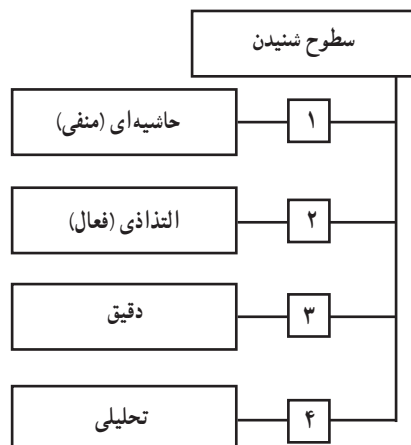 سطوح شنیدن
۱
حاشیه‌ای (منفی)
۲
التذاذی (فعال)
۳
دقیق
۴
تحلیلی